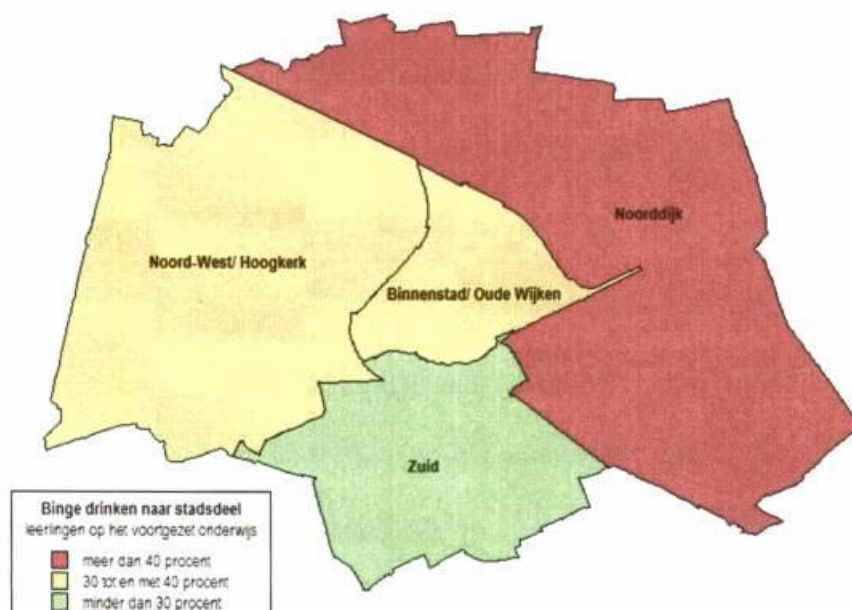 Noorddijk
Noord-West/ Hoogkerk
Binnenstad/ Oude Wijken
Zuid
Binge drinken naar stadsdeel
leerlingen op het voortgezet onderwijs
meer dan 40 procent
30 tot en met 40 procent
minder dan 30 procent